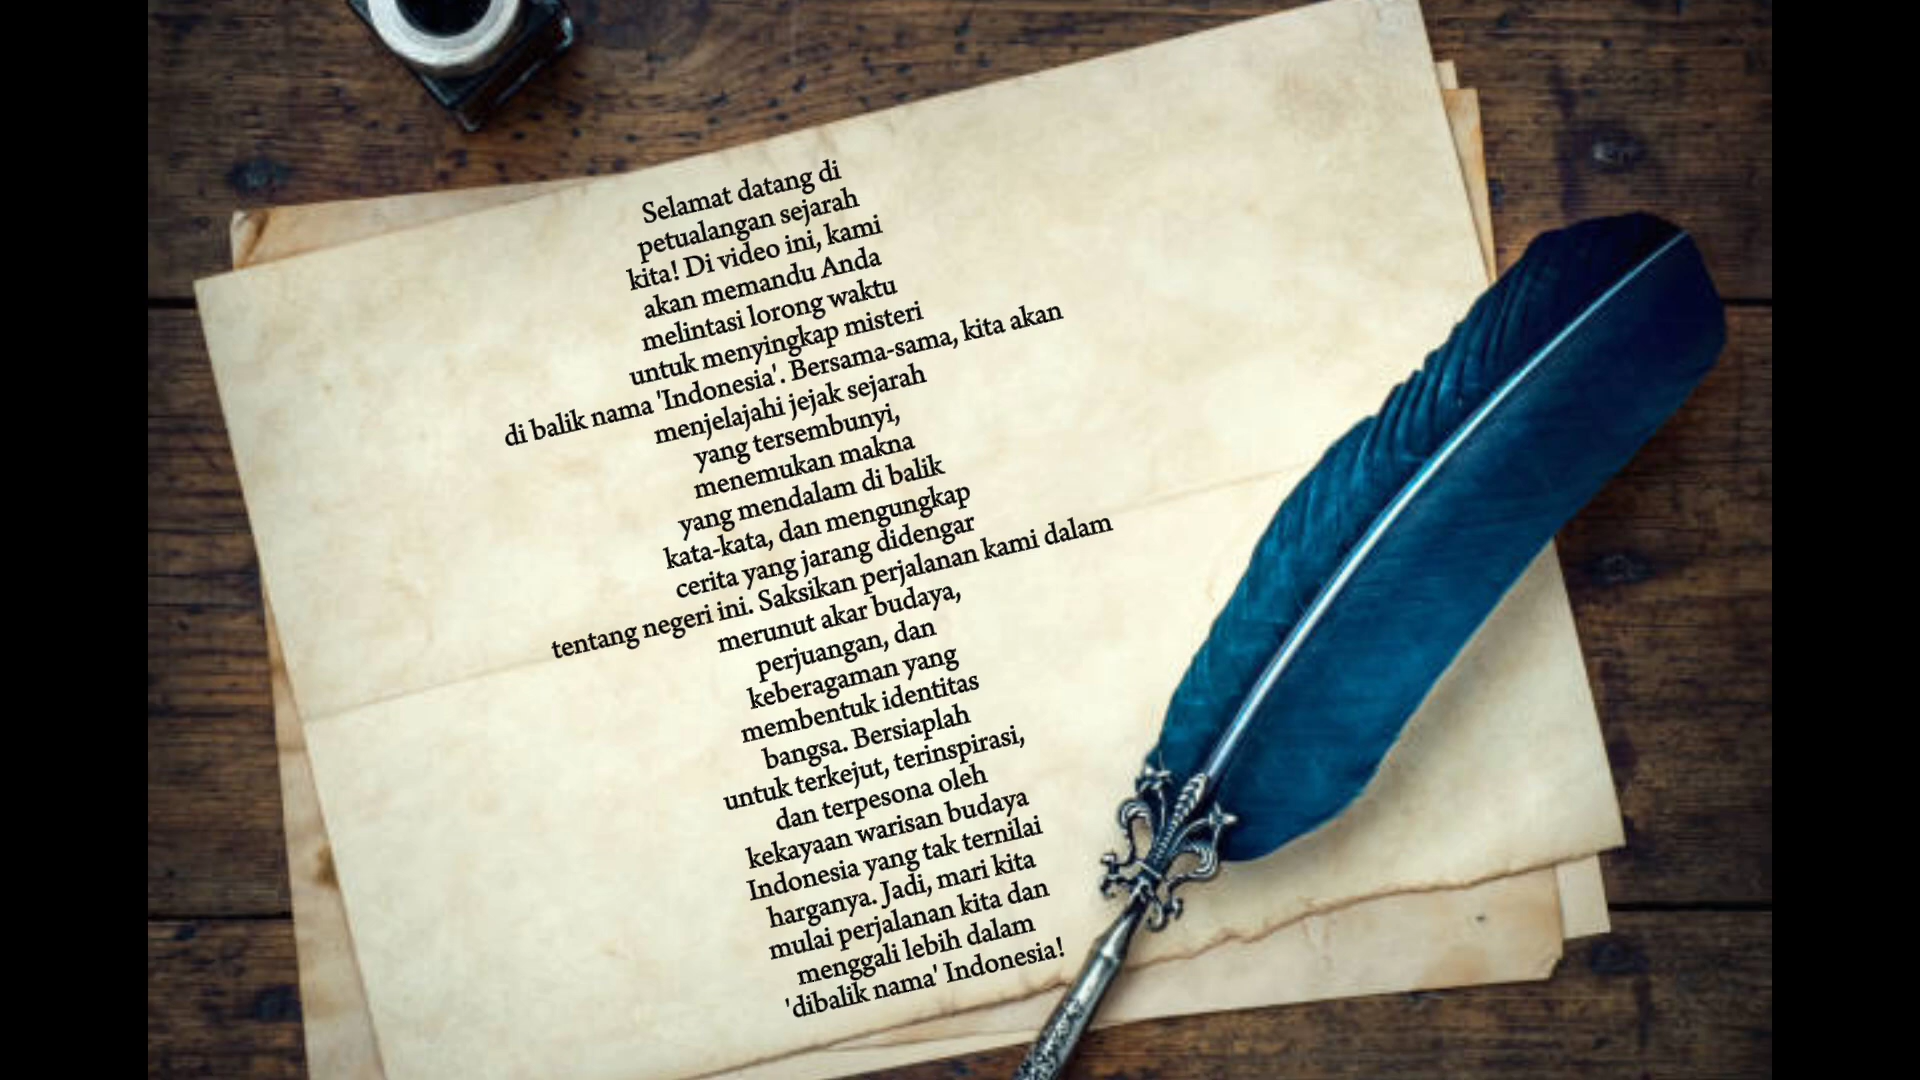 Selamat datang di
petualangan sejarah
kita! Di video ini, kami
akan memandu Anda
melintasi lorong waktu
untuk menyingkap misteri
di balik nama 'Indonesia'. Bersama-sama, kita akan
menjelajahi jejak sejarah
yang tersembunyi,
menemukan makna
yang mendalam di balik
kata-kata, dan mengungkap
cerita yang jarang didengar
tentang negeri ini. Saksikan perjalanan kami dalam
merunut akar budaya,
perjuangan, dan
keberagaman yang
membentuk identitas
bangsa. Bersiaplah
untuk terkejut, terinspirasi,
dan terpesona oleh
kekayaan warisan budaya
Indonesia yang tak ternilai
harganya. Jadi, mari kita
mulai perjalanan kita dan
menggali lebih dalam
'dibalik nama' Indonesia!